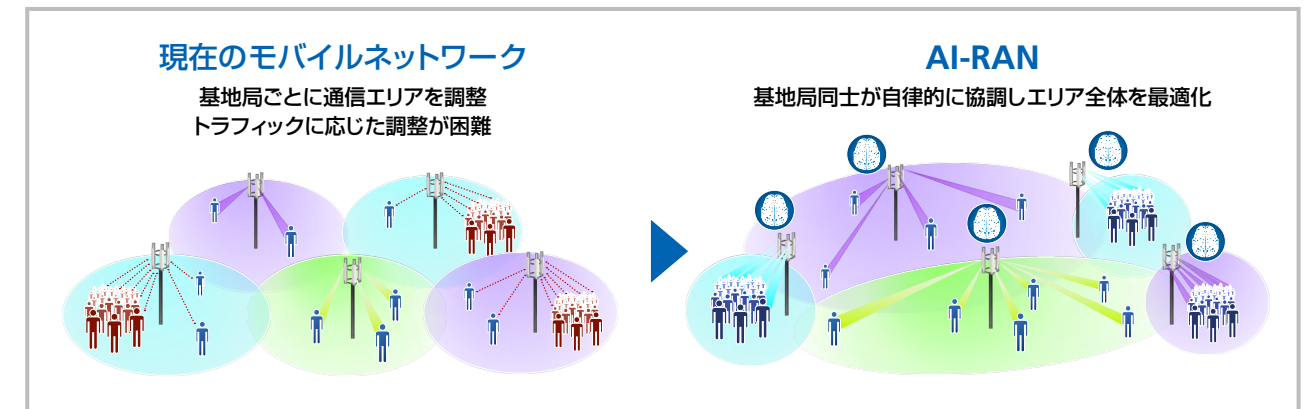 現在のモバイルネットワーク
基地局ごとに通信エリアを調整
トラフィックに応じた調整が困難
AI-RAN
基地局同士が自律的に協調しエリア全体を最適化